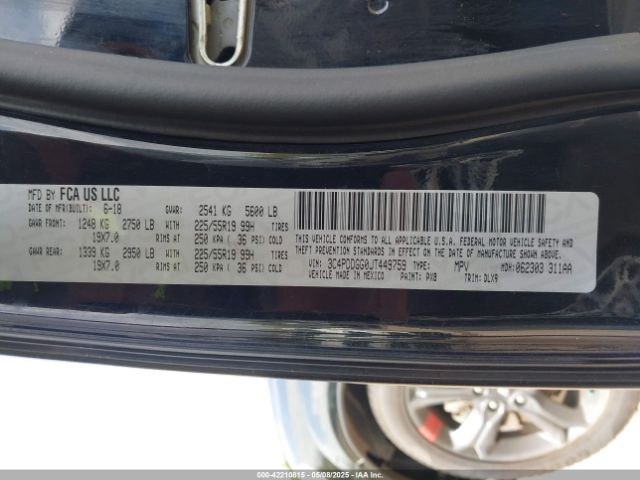 MFD BY FCA US LLC
DATE OF MFR(BUILT): 6-18 GVWR: 2541 KG 5600 LB
GAWR FRONT: 1248 KG 2750 LB WITH 225/55R19 99H TIRES
19X7.0 RIMS AT 250 KPA ( 36 PSI) COLD
GAWR REAR: 1339 KG 2950 LB WITH 225/55R19 99H TIRES
19X7.0 RIMS AT 250 KPA ( 36 PSI) COLD
THIS VEHICLE CONFORMS TO ALL APPLICABLE U.S.A. FEDERAL MOTOR VEHICLE SAFETY AND
THEFT PREVENTION STANDARDS IN EFFECT ON THE DATE OF MANUFACTURE SHOWN ABOVE.
VIN: 3C4PDDGG0JT449759 TYPE: MPV MDH: 062303 311AA
MEXICO PAINT: PX8 TRIM: DLX9
000-42210815 05/08/2025 IAA Inc.